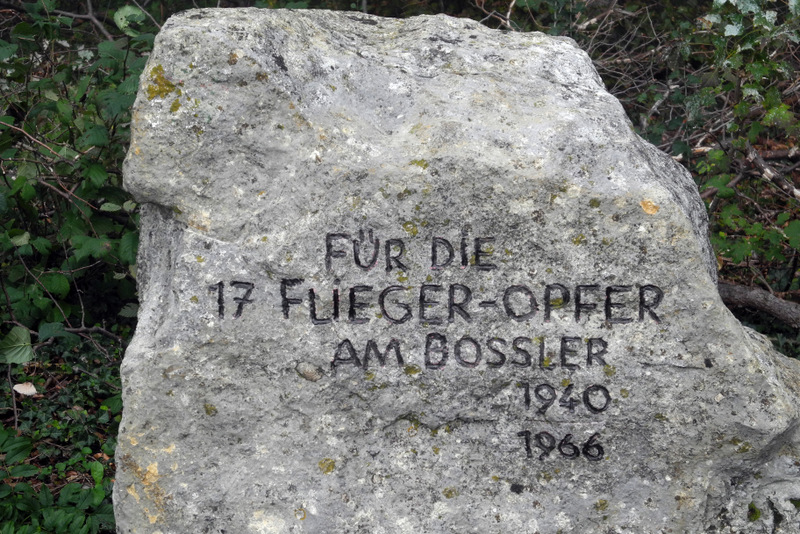 FÜR DIE
17 FLIEGER-OPFER
AM BOSSLER
1940
1966